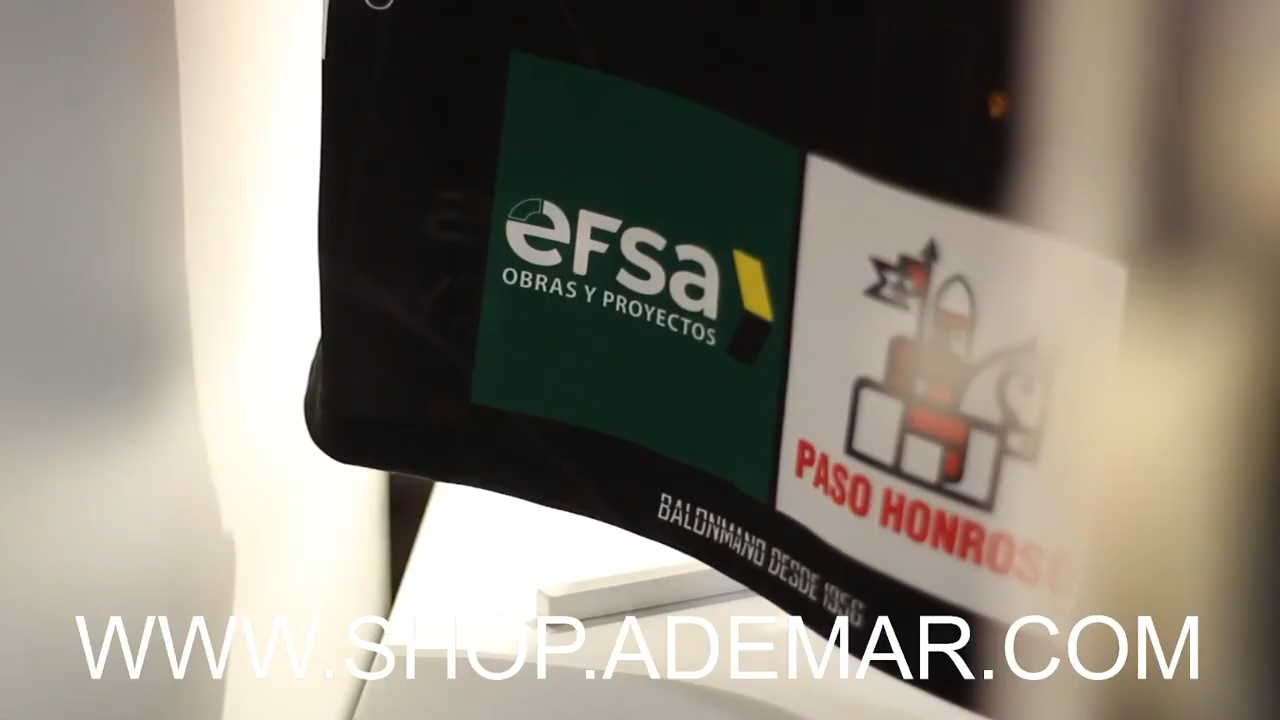 eFSa
OBRAS Y PROYECTOS
PASO HONROSO
BALONMANO DESDE 1956
WWW.SHOP.ADEMAR.COM